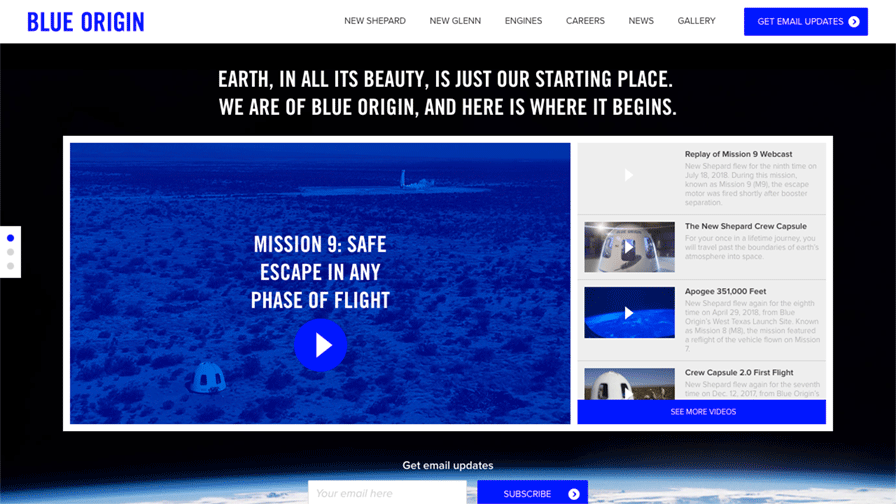 BLUE ORIGIN
NEW SHEPARD
NEW GLENN
ENGINES
CAREERS
NEWS
GALLERY
GET EMAIL UPDATES
EARTH, IN ALL ITS BEAUTY, IS JUST OUR STARTING PLACE.
WE ARE OF BLUE ORIGIN, AND HERE IS WHERE IT BEGINS.
MISSION 9: SAFE
ESCAPE IN ANY
PHASE OF FLIGHT
Replay of Mission 9 Webcast
New Shepard flew for the ninth time on
July 18, 2018. During this mission,
known as Mission 9 (M9), the escape
motor was fired shortly after booster
separation.
BLUE ORIGIN
The New Shepard Crew Capsule
For your once in a lifetime journey, you
will travel past the boundaries of earth's
atmosphere into space.
Apogee 351,000 Feet
New Shepard flew again for the eighth
time on April 29, 2018, from Blue
Origin's West Texas Launch Site. Known
as Mission 8 (M8), the mission featured
a reflight of the vehicle flown on Mission
7.
Crew Capsule 2.0 First Flight
New Shepard flew again for the seventh
time on Dec. 12, 2017, from Blue Origin's
SEE MORE VIDEOS
Get email updates
Your email here
SUBSCRIBE